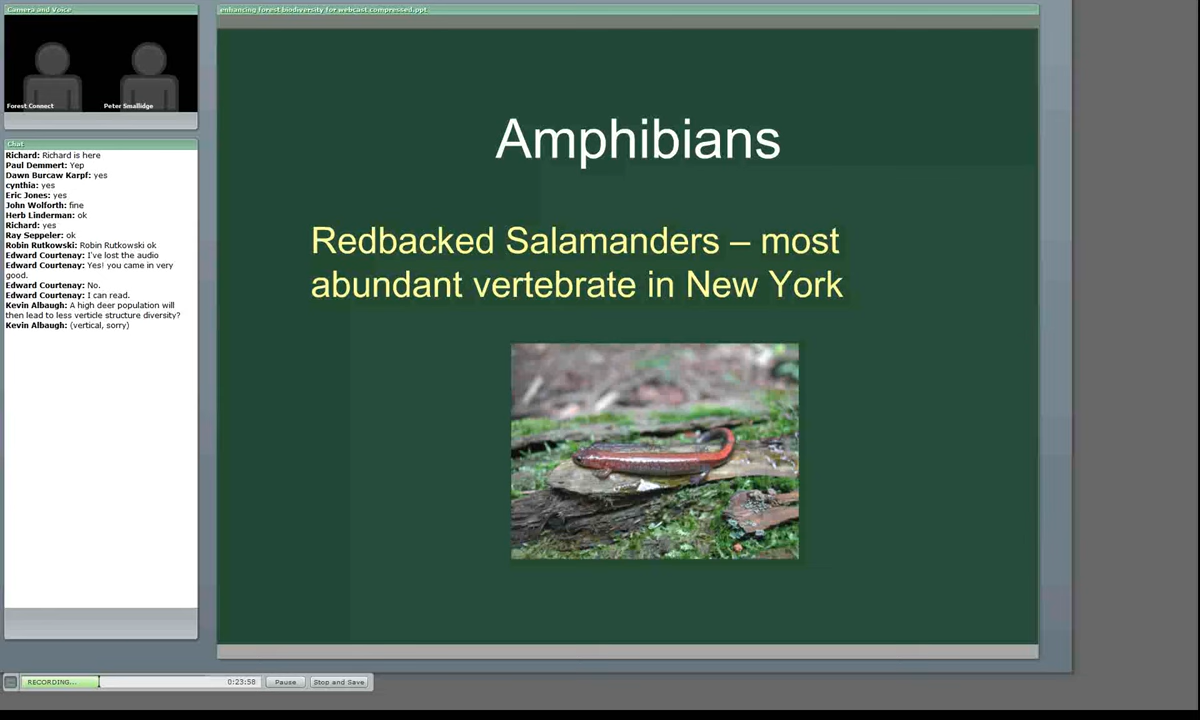 Camera and Voice
Forest Connect
Peter Smallidge
Chat
Richard: Richard is here
Paul Demmert: Yep
Dawn Burcaw Karpf: yes
cynthia: yes
Eric Jones: yes
John Wolforth: fine
Herb Linderman: ok
Richard: yes
Ray Seppeler: ok
Robin Rutkowski: Robin Rutkowski ok
Edward Courtenay: I've lost the audio
Edward Courtenay: Yes! you came in very
good.
Edward Courtenay: No.
Edward Courtenay: I can read.
Kevin Albaugh: A high deer population will
then lead to less verticle structure diversity?
Kevin Albaugh: (vertical, sorry)
enhancing forest biodiversity for webcast compressed.ppt
Amphibians
Redbacked Salamanders – most
abundant vertebrate in New York
RECORDING...
0:23:58
Pause
Stop and Save